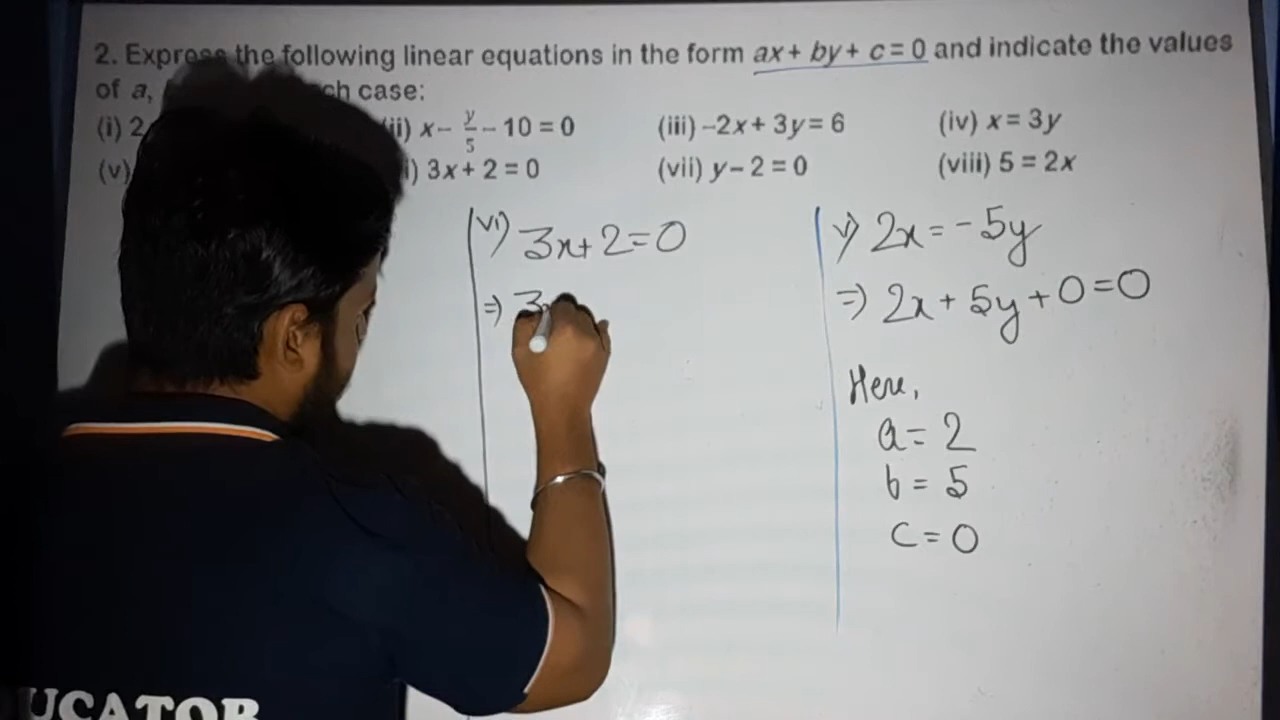 2. Express the following linear equations in the form ax + by + c = 0 and indicate the values
of a, ch case:
(i) 2 (ii) x - y/5 - 10 = 0 (iii) -2x + 3y = 6 (iv) x = 3y
(v) i) 3x + 2 = 0 (vii) y - 2 = 0 (viii) 5 = 2x
vi) 3x + 2 = 0
⇒ 3x
v) 2x = -5y
⇒ 2x + 5y + 0 = 0
Here,
a = 2
b = 5
c = 0
UCATOR